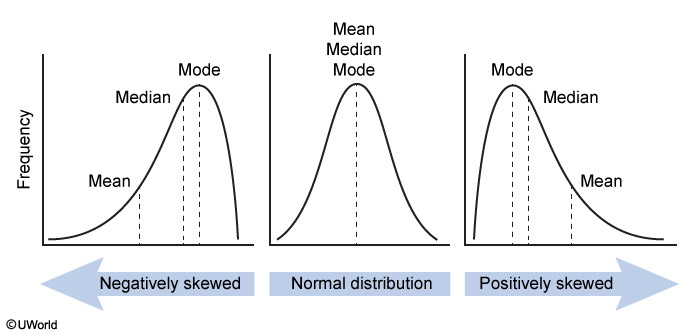 Mean
Median
Mode
Mode
Median
Mean
Mode
Median
Mean
Frequency
Negatively skewed
Normal distribution
Positively skewed
©UWorld